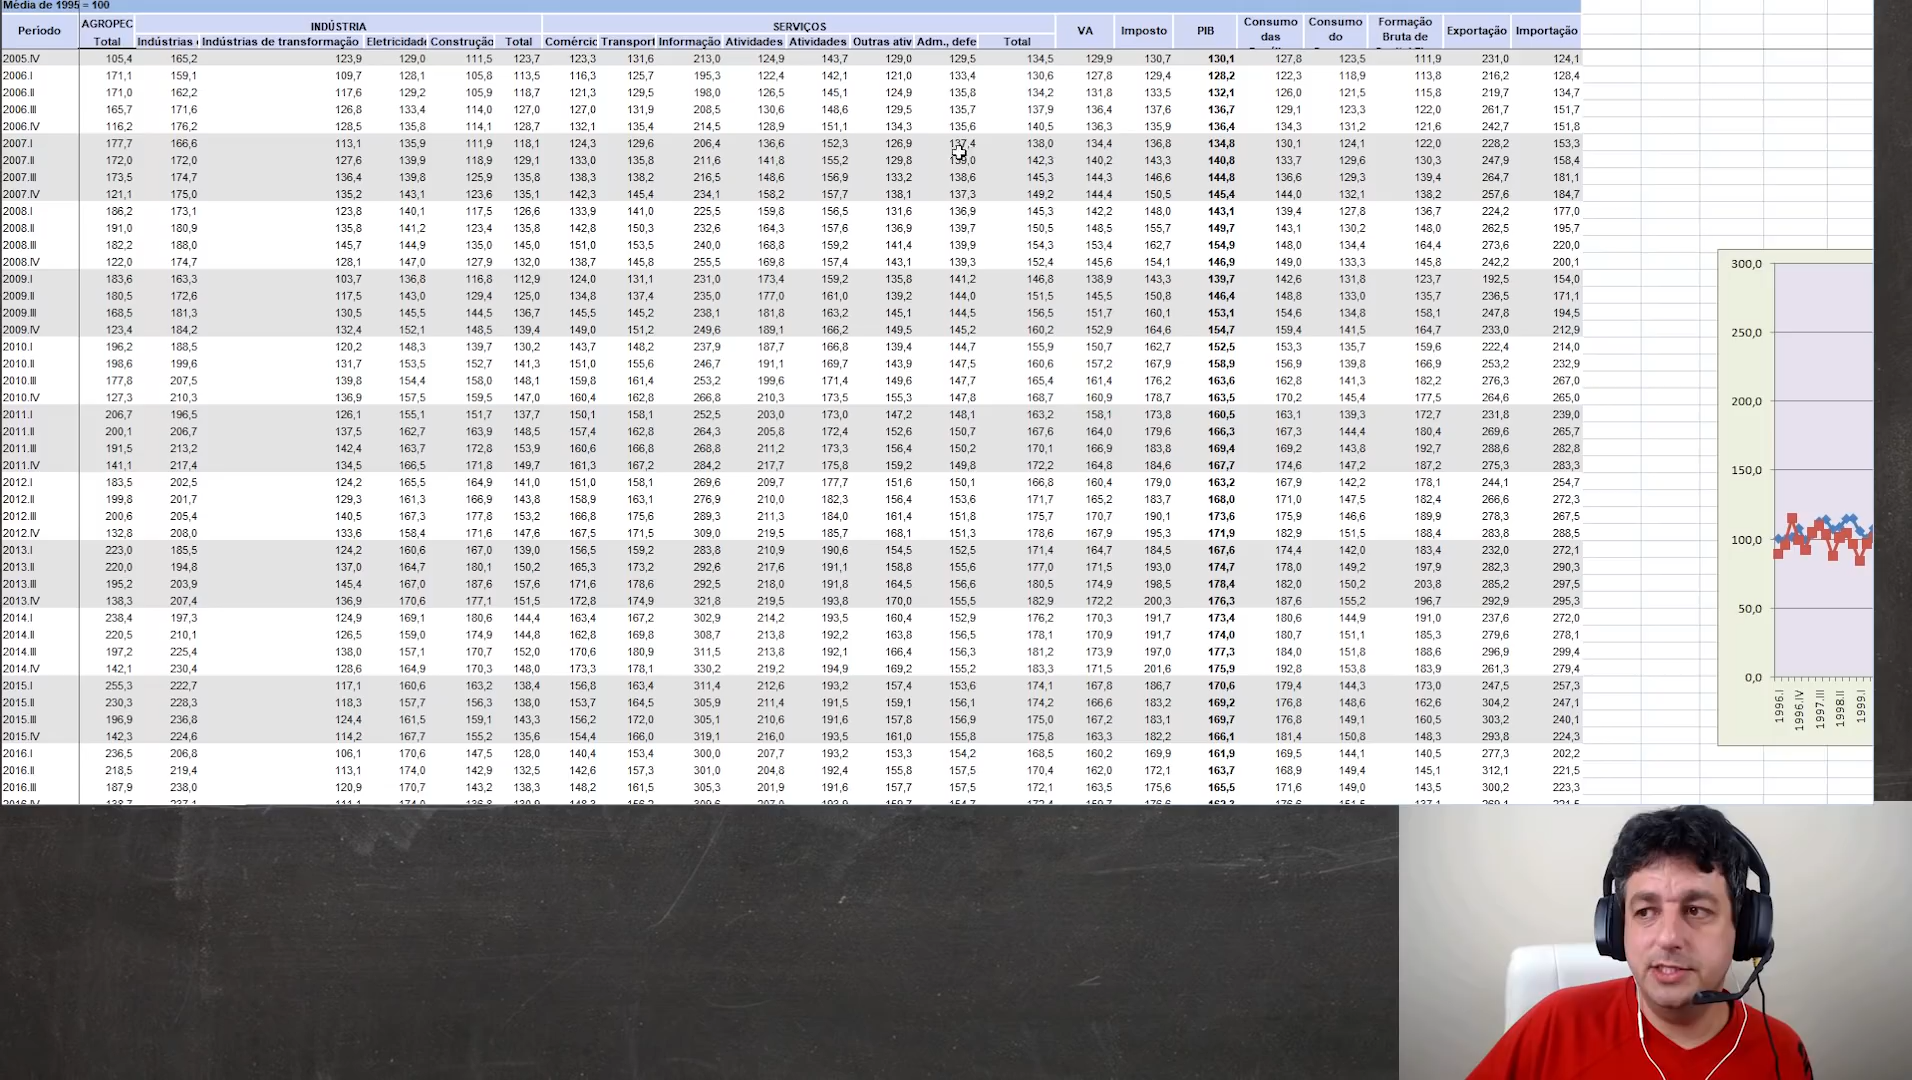 Média de 1995 = 100
Período AGROPEC INDÚSTRIA SERVIÇOS VA Imposto PIB Consumo das Consumo do Formação Bruta de Exportação Importação
Total Indústrias Indústrias de transformação Eletricidad Construção Total Comérci Transport Informação Atividades Atividades Outras ativ Adm., defe Total
2005.IV 105,4 165,2 123,9 129,0 111,5 123,7 123,3 131,6 213,0 124,9 143,7 129,0 129,5 134,5 129,9 130,7 130,1 127,8 123,5 111,9 231,0 124,1
2006.I 171,1 159,1 109,7 128,1 105,8 113,5 116,3 125,7 195,3 122,4 142,1 121,0 133,4 130,6 127,8 129,4 128,2 122,3 118,9 113,8 216,2 128,4
2006.II 171,0 162,2 117,6 129,2 105,9 118,7 121,3 129,5 198,0 126,5 145,1 124,9 135,8 134,2 131,8 133,5 132,1 126,0 121,5 115,8 219,7 134,7
2006.III 165,7 171,6 126,8 133,4 114,0 127,0 127,0 131,9 208,5 130,6 148,6 129,5 135,7 137,9 136,4 137,6 136,7 129,1 123,3 122,0 261,7 151,7
2006.IV 116,2 176,2 128,5 135,8 114,1 128,7 132,1 135,4 214,5 128,9 151,1 134,3 135,6 140,5 136,3 135,9 136,4 134,3 131,2 121,6 242,7 151,8
2007.I 177,7 166,6 113,1 135,9 111,9 118,1 124,3 129,6 206,4 136,6 152,3 126,9 137,4 138,0 134,4 136,8 134,8 130,1 124,1 122,0 228,2 153,3
2007.II 172,0 172,0 127,6 139,9 118,9 129,1 133,0 135,8 211,6 141,8 155,2 129,8 142,3 140,2 143,3 140,8 133,7 129,6 130,3 247,9 158,4
2007.III 173,5 174,7 136,4 139,8 125,9 135,8 138,3 138,2 216,5 148,6 156,9 133,2 138,6 145,3 144,3 146,6 144,8 136,6 129,3 139,4 264,7 181,1
2007.IV 121,1 175,0 135,2 143,1 123,6 135,1 142,3 145,4 234,1 158,2 157,7 138,1 137,3 149,2 144,4 150,5 145,4 144,0 132,1 138,2 257,6 184,7
2008.I 186,2 173,1 123,8 140,1 117,5 126,6 133,9 141,0 225,5 159,8 156,5 131,6 136,9 145,3 142,2 148,0 143,1 139,4 127,8 136,7 224,2 177,0
2008.II 191,0 180,9 135,8 141,2 123,4 135,8 142,8 150,3 232,6 164,3 157,6 136,9 139,7 150,5 148,5 155,7 149,7 143,1 130,2 148,0 262,5 195,7
2008.III 182,2 188,0 145,7 144,9 135,0 145,0 151,0 153,5 240,0 168,8 159,2 141,4 139,9 154,3 153,4 162,7 154,9 148,0 134,4 164,4 273,6 220,0
2008.IV 122,0 174,7 128,1 147,0 127,9 132,0 138,7 145,8 255,5 169,8 157,4 143,1 139,3 152,4 145,6 154,1 146,9 149,0 133,3 145,8 242,2 200,1
2009.I 183,6 163,3 103,7 136,8 116,8 112,9 124,0 131,1 231,0 173,4 159,2 135,8 141,2 146,8 138,9 143,3 139,7 142,6 131,8 123,7 192,5 154,0
2009.II 180,5 172,6 117,5 143,0 129,4 125,0 134,8 137,4 235,0 177,0 161,0 139,2 144,0 151,5 145,5 150,8 146,4 148,8 133,0 135,7 236,5 171,1
2009.III 168,5 181,3 130,5 145,5 144,5 136,7 145,5 145,2 238,1 181,8 163,2 145,1 144,5 156,5 151,7 160,1 153,1 154,6 134,8 158,1 247,8 194,5
2009.IV 123,4 184,2 132,4 152,1 148,5 139,4 149,0 151,2 249,6 189,1 166,2 149,5 145,2 160,2 152,9 164,6 154,7 159,4 141,5 164,7 233,0 212,9
2010.I 196,2 188,5 120,2 148,3 139,7 130,2 143,7 148,2 237,9 187,7 166,8 139,4 144,7 155,9 150,7 162,7 152,5 153,3 135,7 159,6 222,4 214,0
2010.II 198,6 199,6 131,7 153,5 152,7 141,3 151,0 155,6 246,7 191,1 169,7 143,9 147,5 160,6 157,2 167,9 158,9 156,9 139,8 166,9 253,2 232,9
2010.III 177,8 207,5 139,8 154,4 158,0 148,1 159,8 161,4 253,2 199,6 171,4 149,6 147,7 165,4 161,4 176,2 163,6 162,8 141,3 182,2 276,3 267,0
2010.IV 127,3 210,3 136,9 157,5 159,5 147,0 160,4 162,8 266,8 210,3 173,5 155,3 147,8 168,7 160,9 178,7 163,5 170,2 145,4 177,5 264,6 265,0
2011.I 206,7 196,5 126,1 155,1 151,7 137,7 150,1 158,1 252,5 203,0 173,0 147,2 148,1 163,2 158,1 173,8 160,5 163,1 139,3 172,7 231,8 239,0
2011.II 200,1 206,7 137,5 162,7 163,9 148,5 157,4 162,8 264,3 205,8 172,4 152,6 150,7 167,6 164,0 179,6 166,3 167,3 144,4 180,4 269,6 265,7
2011.III 191,5 213,2 142,4 163,7 172,8 153,9 160,6 166,8 268,8 211,2 173,3 156,4 150,2 170,1 166,9 183,8 169,4 169,2 143,8 192,7 288,6 282,8
2011.IV 141,1 217,4 134,5 166,5 171,8 149,7 161,3 167,2 284,2 217,7 175,8 159,2 149,8 172,2 164,8 184,6 167,7 174,6 147,2 187,2 275,3 283,3
2012.I 183,5 202,5 124,2 165,5 164,9 141,0 151,0 158,1 269,6 209,7 177,7 151,6 150,1 166,8 160,4 179,0 163,2 167,9 142,2 178,1 244,1 254,7
2012.II 199,8 201,7 129,3 161,3 166,9 143,8 158,9 163,1 276,9 210,0 182,3 156,4 153,6 171,7 165,2 183,7 168,0 171,0 147,5 182,4 266,6 272,3
2012.III 200,6 205,4 140,5 167,3 177,8 153,2 166,8 175,6 289,3 211,3 184,0 161,4 151,8 175,7 170,7 190,1 173,6 175,9 146,6 189,9 278,3 267,5
2012.IV 132,8 208,0 133,6 158,4 171,6 147,6 167,5 171,5 309,0 219,5 185,7 168,1 151,3 178,6 167,9 195,3 171,9 182,9 151,5 188,4 283,8 288,5
2013.I 223,0 185,5 124,2 160,6 167,0 139,0 156,5 159,2 283,8 210,9 190,6 154,5 152,5 171,4 164,7 184,5 167,6 174,4 142,0 183,4 232,0 272,1
2013.II 220,0 194,8 137,0 164,7 180,1 150,2 165,3 173,2 292,6 217,6 191,1 158,8 155,6 177,0 171,5 193,0 174,7 178,0 149,2 197,9 282,3 290,3
2013.III 195,2 203,9 145,4 167,0 187,6 157,6 171,6 178,6 292,5 218,0 191,8 164,5 156,6 180,5 174,9 198,5 178,4 182,0 150,2 203,8 285,2 297,5
2013.IV 138,3 207,4 136,9 170,6 177,1 151,5 172,8 174,9 321,8 219,5 193,8 170,0 155,5 182,9 172,2 200,3 176,3 187,6 155,2 196,7 292,9 295,3
2014.I 238,4 197,3 124,9 169,1 180,6 144,4 163,4 167,2 302,9 214,2 193,5 160,4 152,9 176,2 170,3 191,7 173,4 180,6 144,9 191,0 237,6 272,0
2014.II 220,5 210,1 126,5 159,0 174,9 144,8 162,8 169,8 308,7 213,8 192,2 163,8 156,5 178,1 170,9 191,7 174,0 180,7 151,1 185,3 279,6 278,1
2014.III 197,2 225,4 138,0 157,1 170,7 152,0 170,6 180,9 311,5 213,8 192,1 166,4 156,3 181,2 173,9 197,0 177,3 184,0 151,8 188,6 296,9 299,4
2014.IV 142,1 230,4 128,6 164,9 170,3 148,0 173,3 178,1 330,2 219,2 194,9 169,2 155,2 183,3 171,5 201,6 175,9 192,8 153,8 183,9 261,3 279,4
2015.I 255,3 222,7 117,1 160,6 163,2 138,4 156,8 163,4 311,4 212,6 193,2 157,4 153,6 174,1 167,8 186,7 170,6 179,4 144,3 173,0 247,5 257,3
2015.II 230,3 228,3 118,3 157,7 156,3 138,0 153,7 164,5 305,9 211,4 191,5 159,1 156,1 174,2 166,6 183,1 169,2 176,8 148,6 162,6 304,2 247,1
2015.III 196,9 236,8 124,4 161,5 159,1 143,3 156,2 172,0 305,1 210,6 191,6 157,8 156,9 175,0 167,2 183,2 169,7 176,8 149,1 160,5 303,2 240,1
2015.IV 142,3 224,6 114,2 167,7 155,2 135,6 154,4 166,0 319,1 216,0 193,5 161,0 155,8 175,8 163,3 182,2 166,1 181,4 150,8 148,3 293,8 224,3
2016.I 236,5 206,8 106,1 170,6 147,5 128,0 140,4 153,4 300,0 207,7 193,2 153,3 154,2 168,5 160,2 169,9 161,9 169,5 144,1 140,5 277,3 202,2
2016.II 218,5 219,4 113,1 174,0 142,9 132,5 142,6 157,3 301,0 204,8 192,4 155,8 157,5 170,4 162,0 172,1 163,7 168,9 149,4 145,1 312,1 221,5
2016.III 187,9 238,0 120,9 170,7 143,2 138,3 148,2 161,5 305,3 201,9 191,6 157,7 157,5 172,1 163,5 175,6 165,5 171,6 149,0 143,5 300,2 223,3
300,0
250,0
200,0
150,0
100,0
50,0
0,0
1996.I 1996.IV 1997.III 1998.II 1999.I